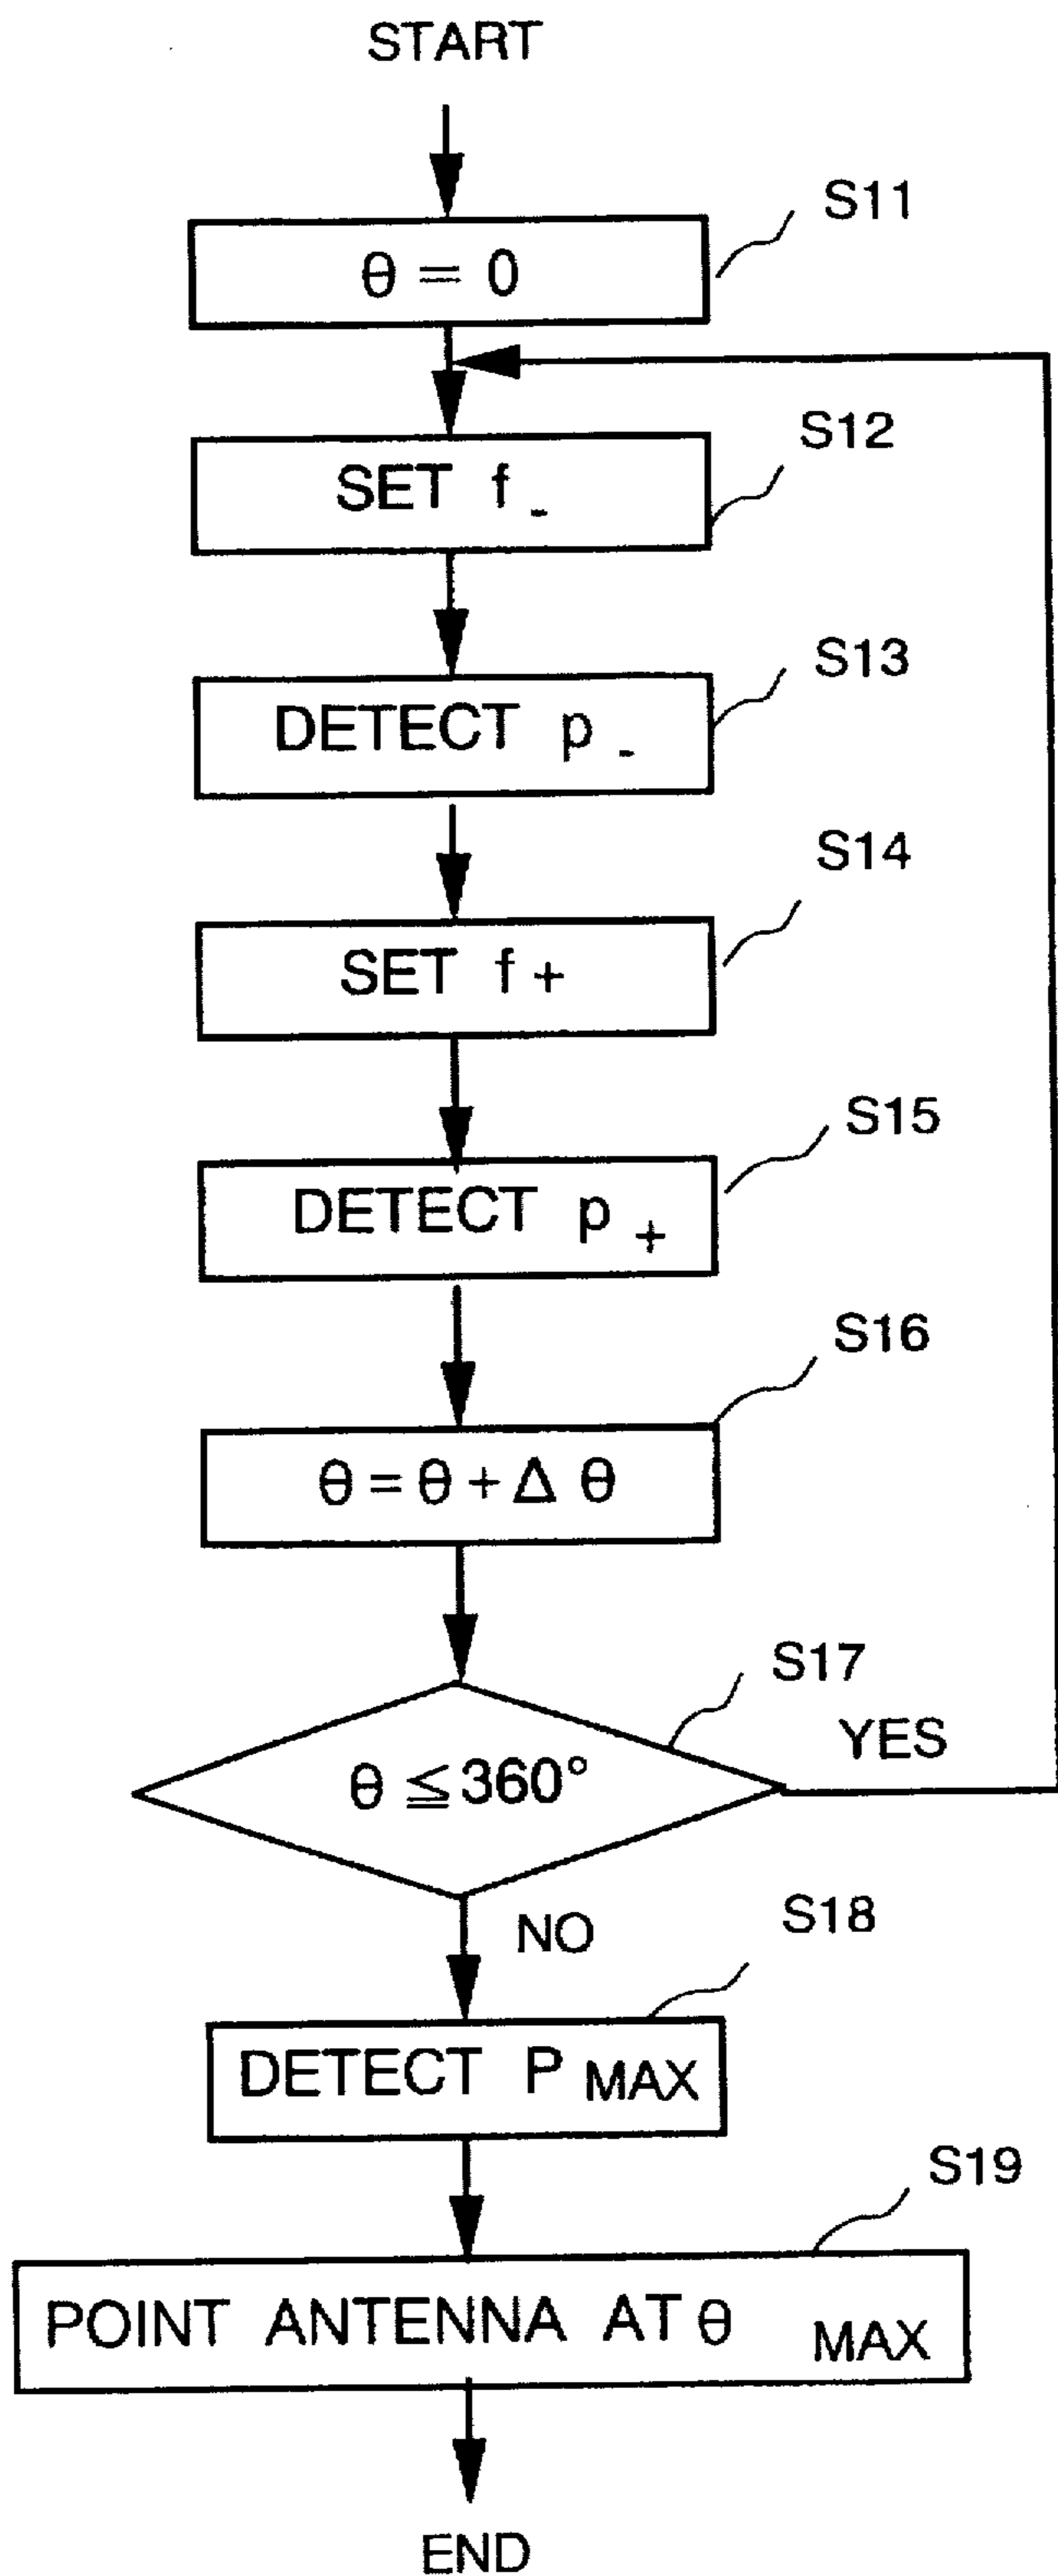 START
S11
θ = 0
S12
SET f -
S13
DETECT p -
S14
SET f +
S15
DETECT p +
S16
θ = θ + Δ θ
S17
YES
θ ≦ 360°
NO
S18
DETECT P MAX
S19
POINT ANTENNA AT θ MAX
END